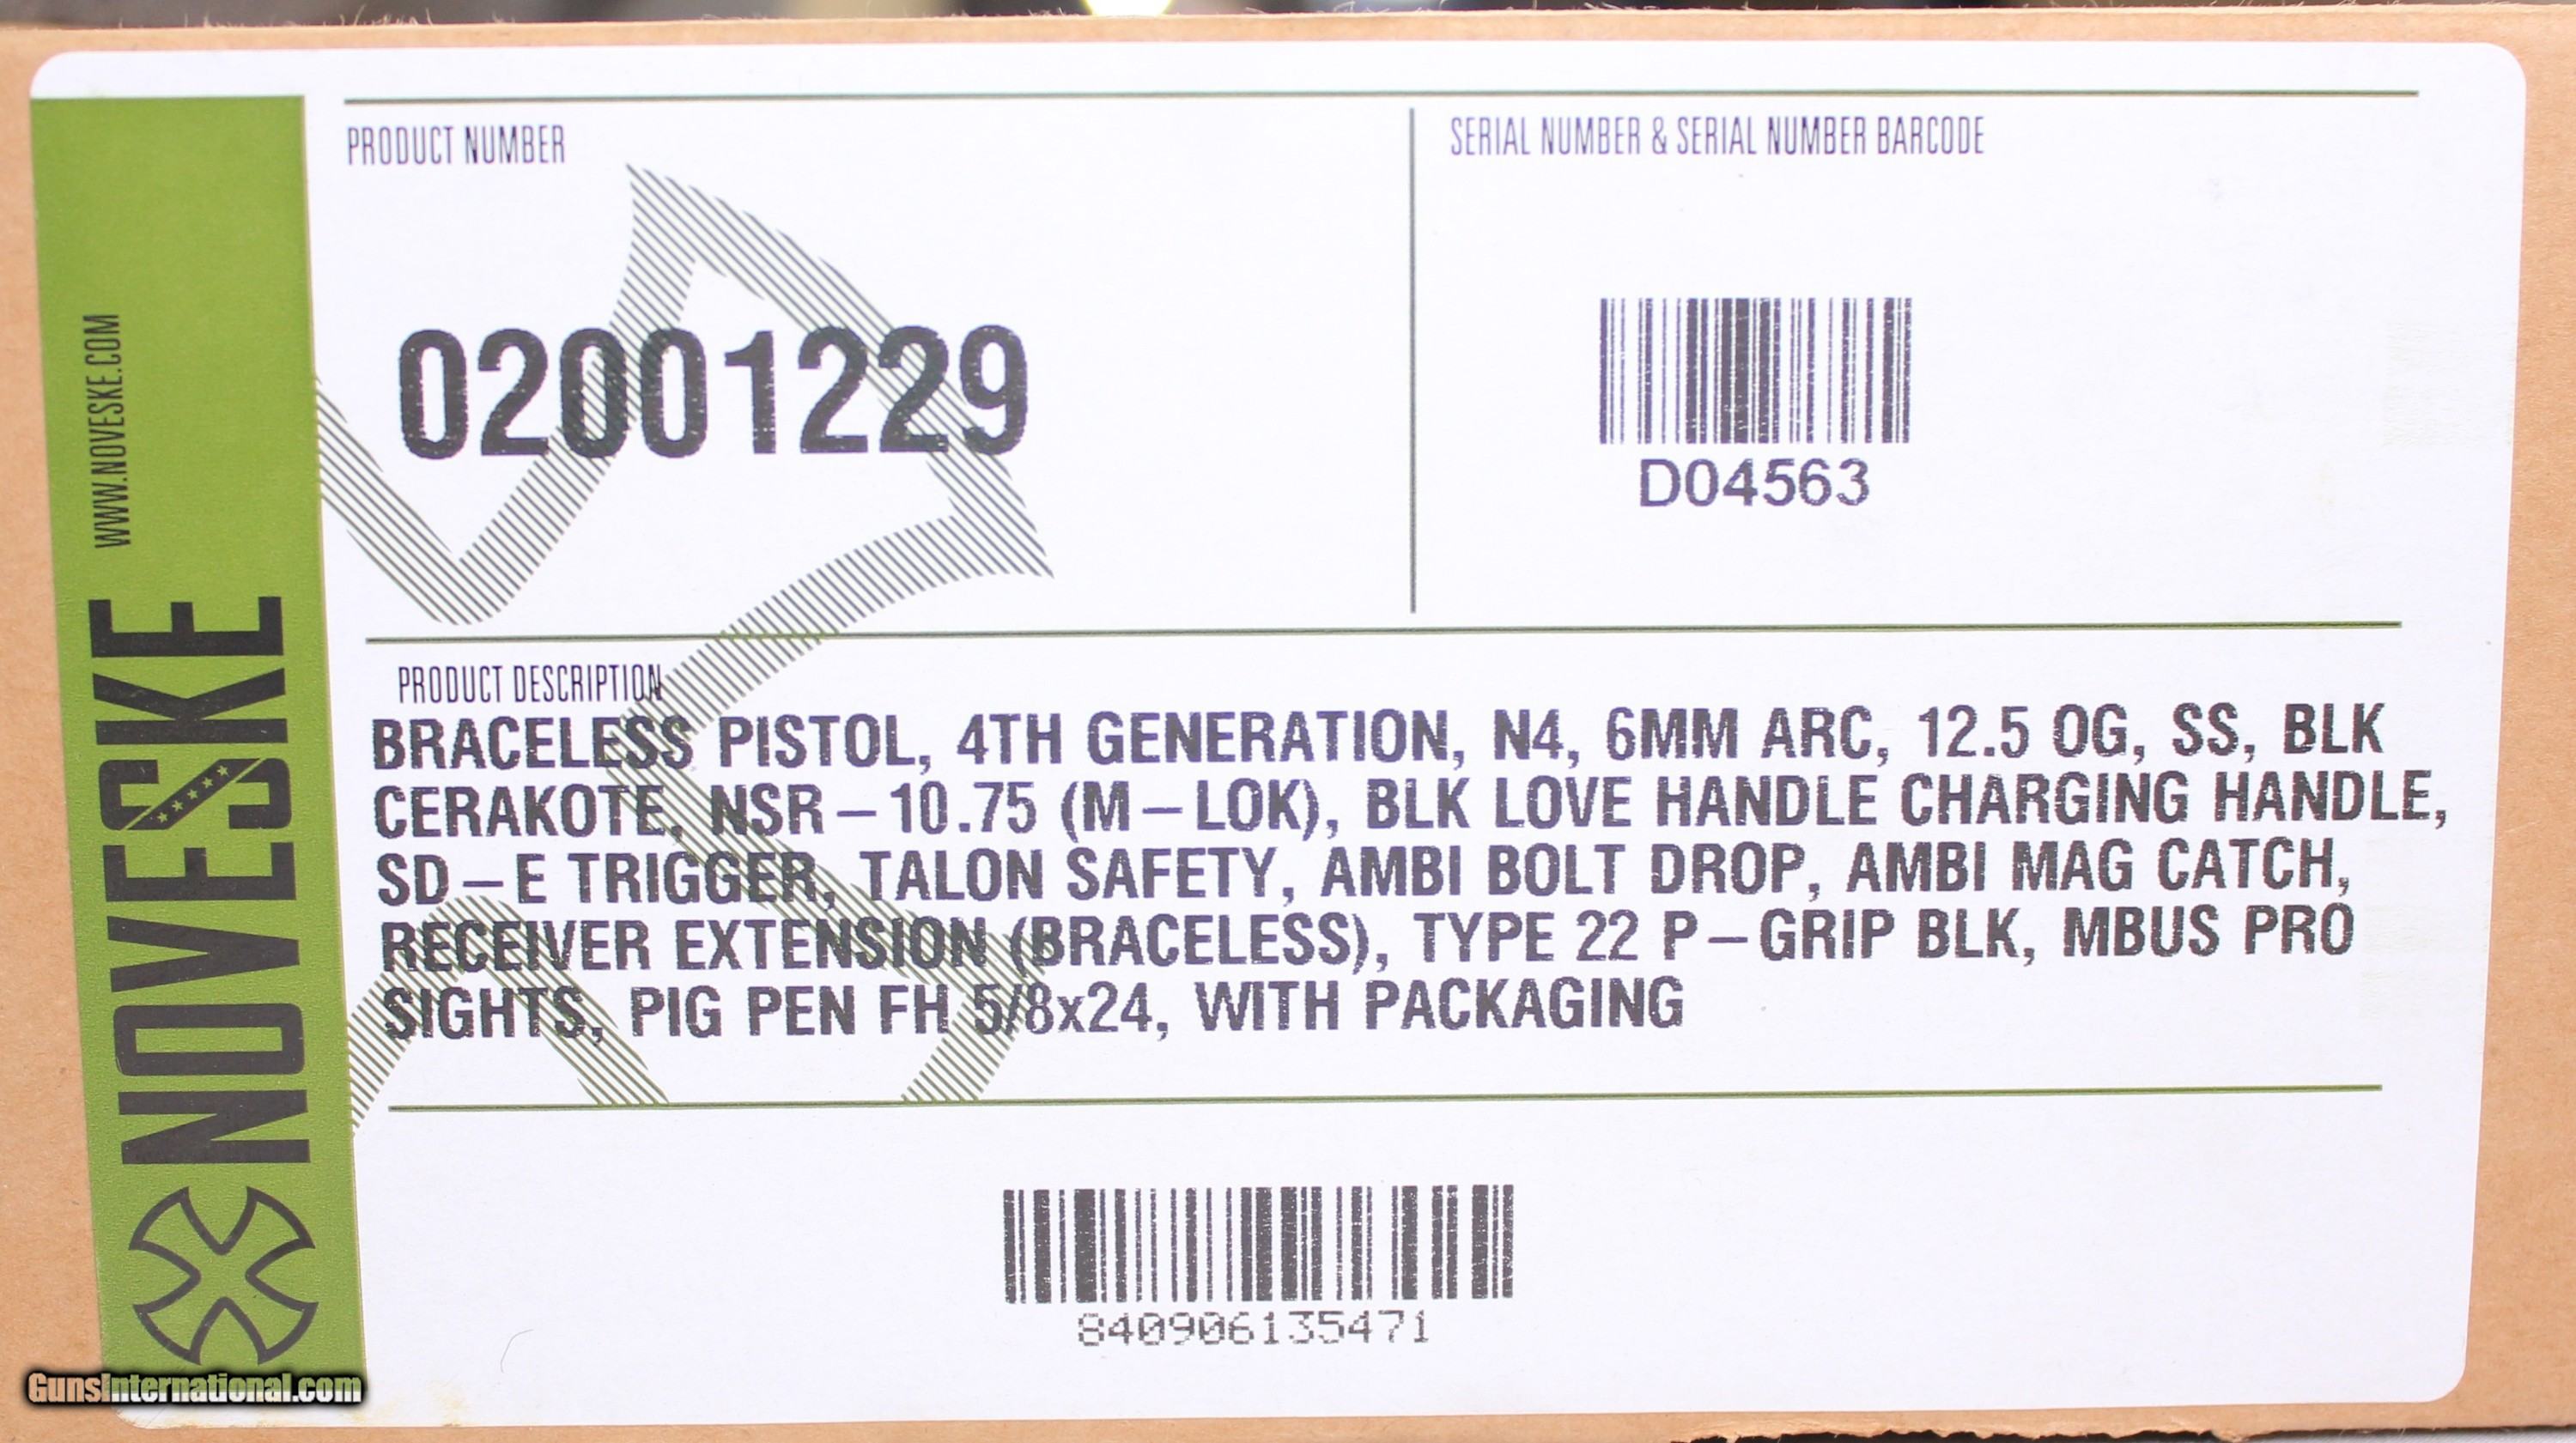 WWW.NOVESKE.COM
NOVESKE
PRODUCT NUMBER
02001229
SERIAL NUMBER & SERIAL NUMBER BARCODE
D04563
PRODUCT DESCRIPTION
BRACELESS PISTOL, 4TH GENERATION, N4, 6MM ARC, 12.5 OG, SS, BLK
CERAKOTE, NSR-10.75 (M-LOK), BLK LOVE HANDLE CHARGING HANDLE,
SD-E TRIGGER, TALON SAFETY, AMBI BOLT DROP, AMBI MAG CATCH,
RECEIVER EXTENSION (BRACELESS), TYPE 22 P-GRIP BLK, MBUS PRO
SIGHTS, PIG PEN FH 5/8x24, WITH PACKAGING
840906135471
GunsInternational.com